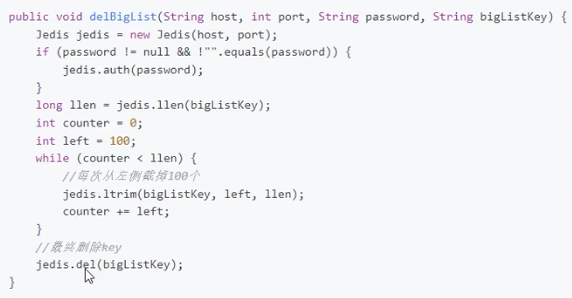 public void delBigList(String host, int port, String password, String bigListKey) {
    Jedis jedis = new Jedis(host, port);
    if (password != null && !"".equals(password)) {
        jedis.auth(password);
    }
    long llen = jedis.llen(bigListKey);
    int counter = 0;
    int left = 100;
    while (counter < llen) {
        //每次从左侧截掉100个
        jedis.ltrim(bigListKey, left, llen);
        counter += left;
    }
    //最终删除key
    jedis.del(bigListKey);
}